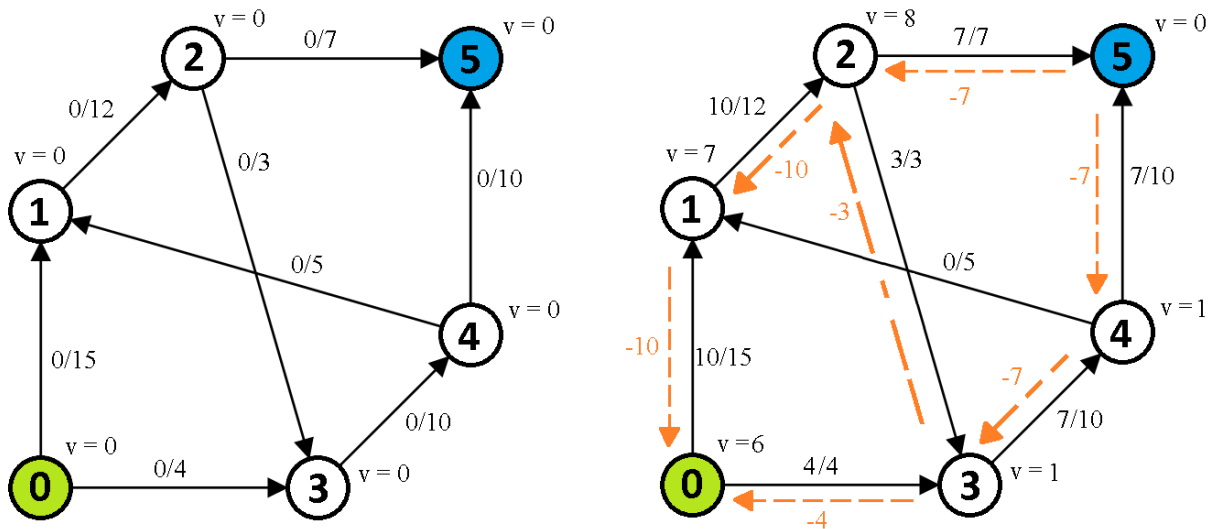 v = 0
2
0/7
v = 0
5
0/12
v = 0
1
0/3
0/10
0/5
v = 0
4
0/15
v = 0
0
0/4
3
v = 0
0/10
v = 8
2
7/7
v = 0
5
-7
10/12
v = 7
-10
3/3
-7
7/10
1
-3
0/5
4
v = 1
-10
10/15
-7
7/10
v =6
0
4/4
-4
3
v = 1